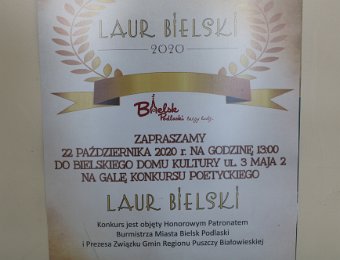 LAUR BIELSKI
2020
Bielsk
Podlaski
ZAPRASZAMY
22 PAŹDZIERNIKA 2020 r. NA GODZINĘ 13:00
DO BIELSKIEGO DOMU KULTURY UL. 3 MAJA 2
NA GALĘ KONKURSU POETYCKIEGO
LAUR BIELSKI
Konkurs jest objęty Honorowym Patronatem
Burmistrza Miasta Bielsk Podlaski
i Prezesa Związku Gmin Regionu Puszczy Białowieskiej